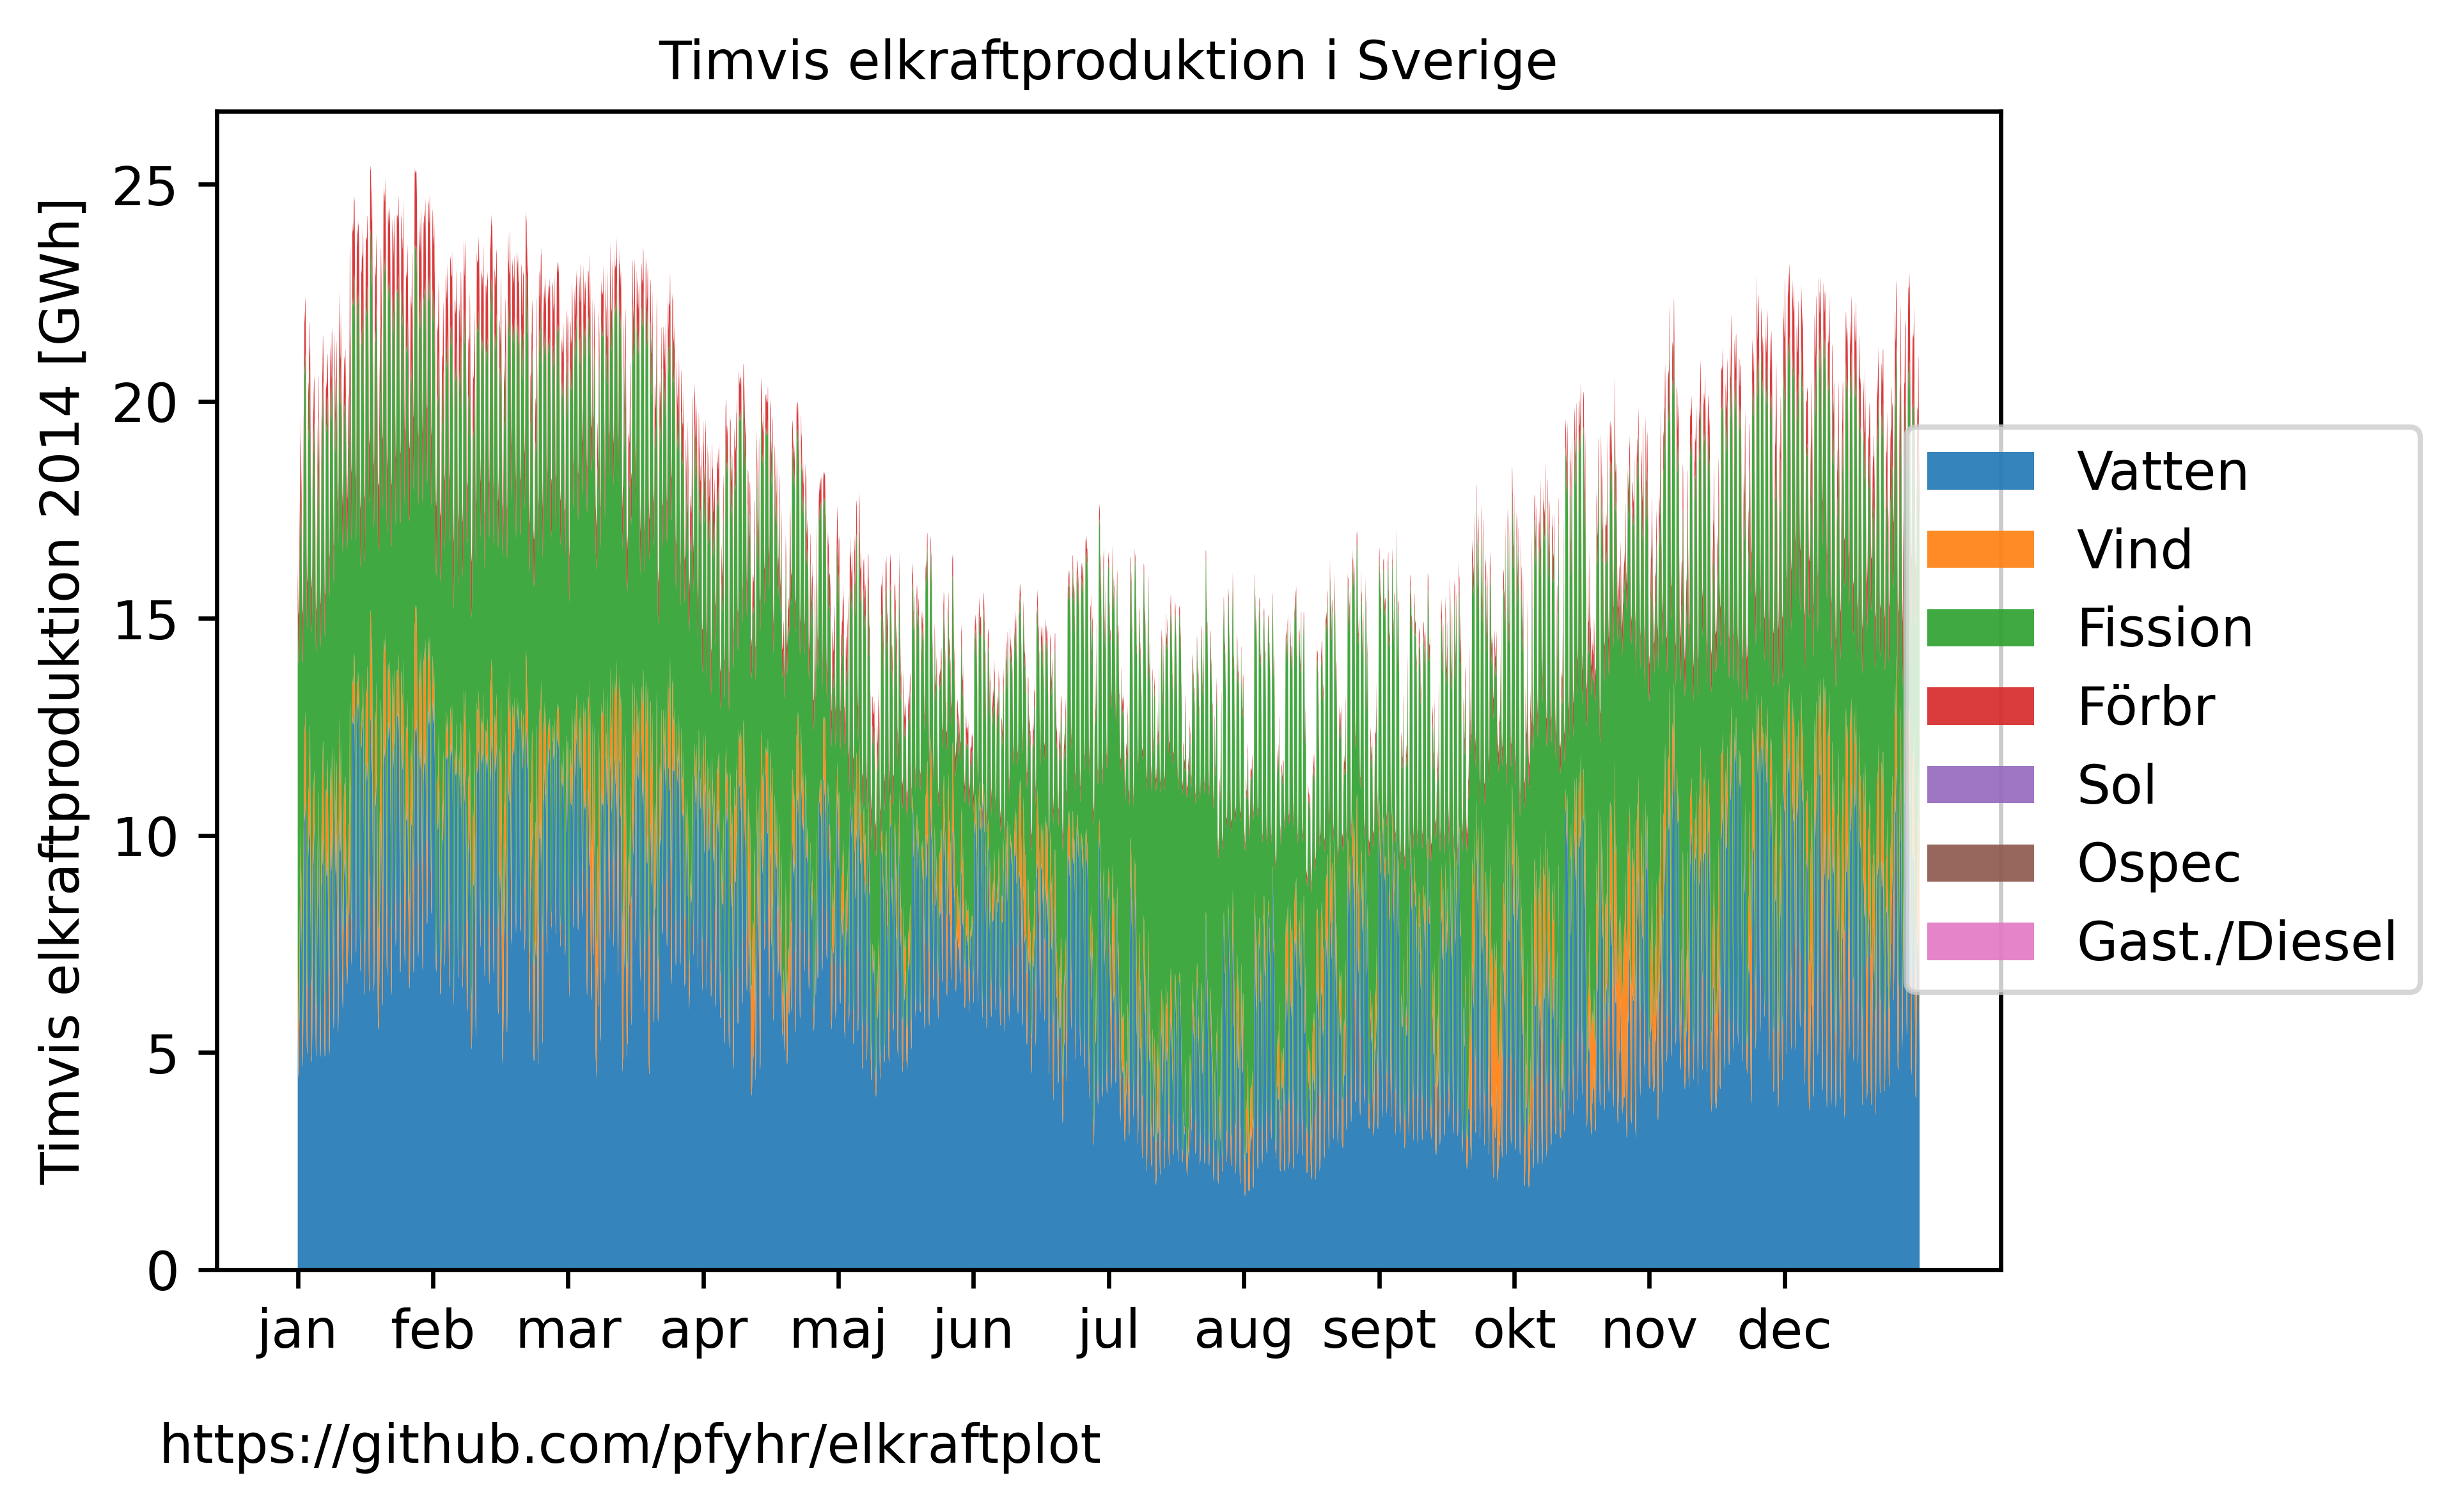 Timvis elkraftproduktion i Sverige
Timvis elkraftproduktion 2014 [GWh]
25
20
15
10
5
0
jan feb mar apr maj jun jul aug sept okt nov dec
Vatten
Vind
Fission
Förbr
Sol
Ospec
Gast./Diesel
https://github.com/pfyhr/elkraftplot